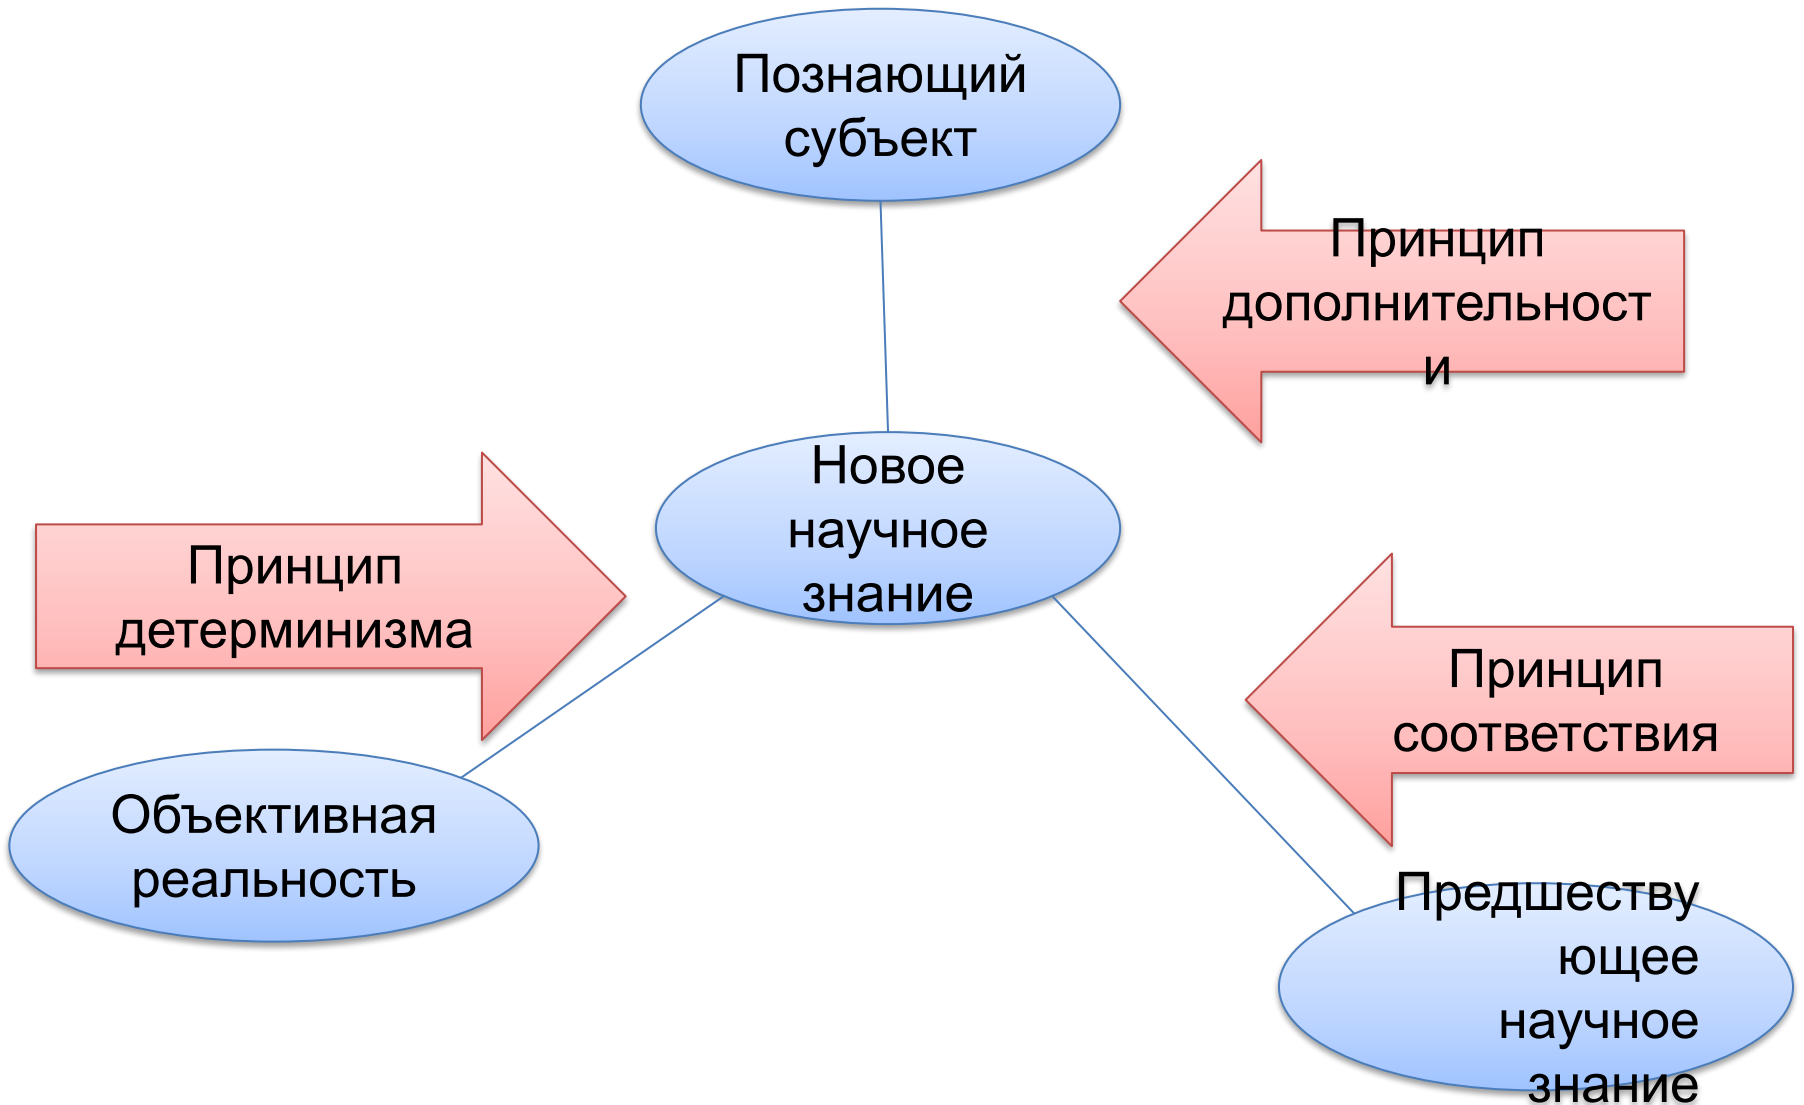 Познающий
субъект
Принцип
дополнительност
и
Новое
научное
знание
Принцип
детерминизма
Принцип
соответствия
Объективная
реальность
Предшеству
ющее
научное
знание